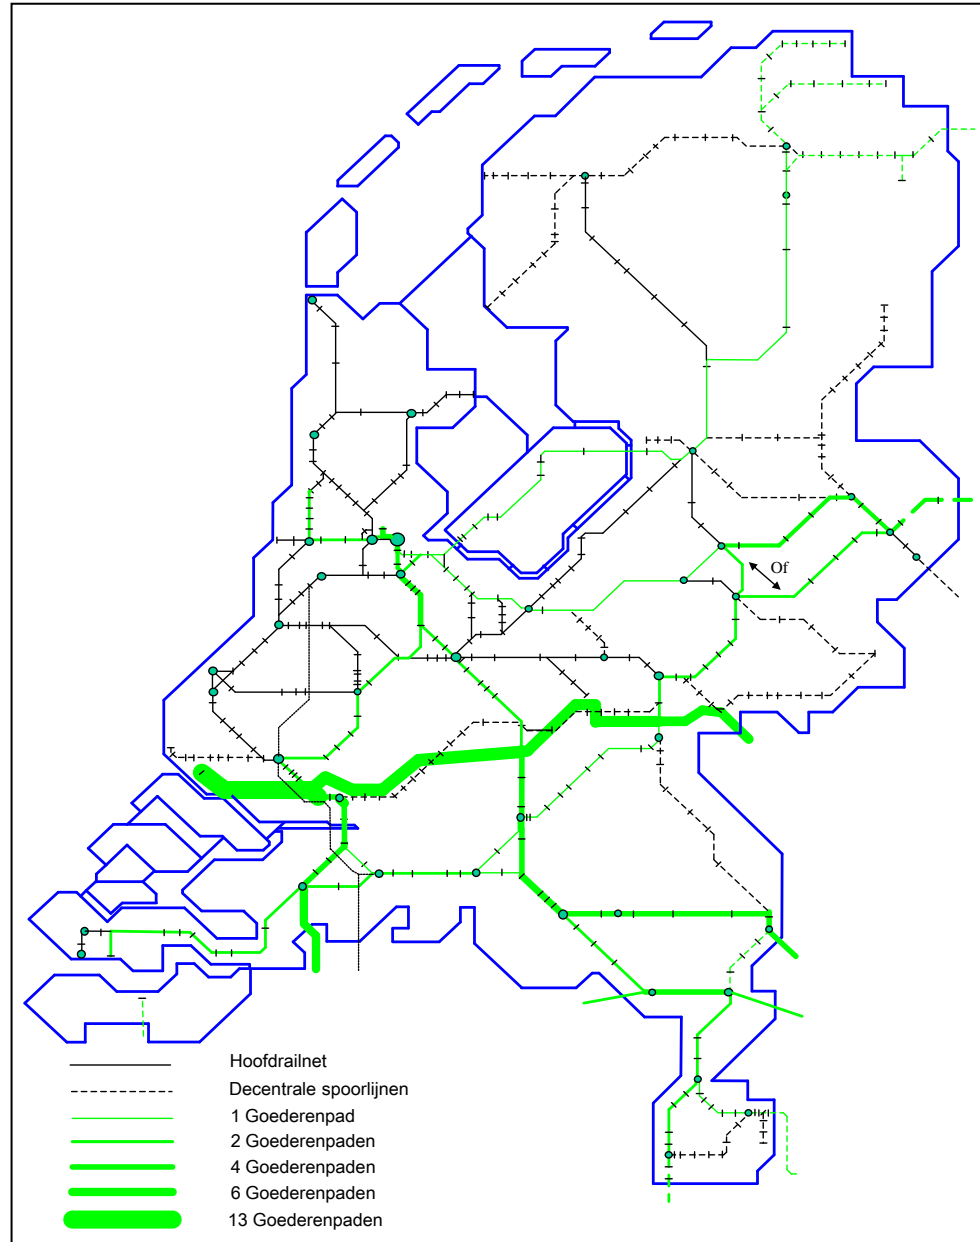 Of
Hoofdrailnet
Decentrale spoorlijnen
1 Goederenpad
2 Goederenpaden
4 Goederenpaden
6 Goederenpaden
13 Goederenpaden